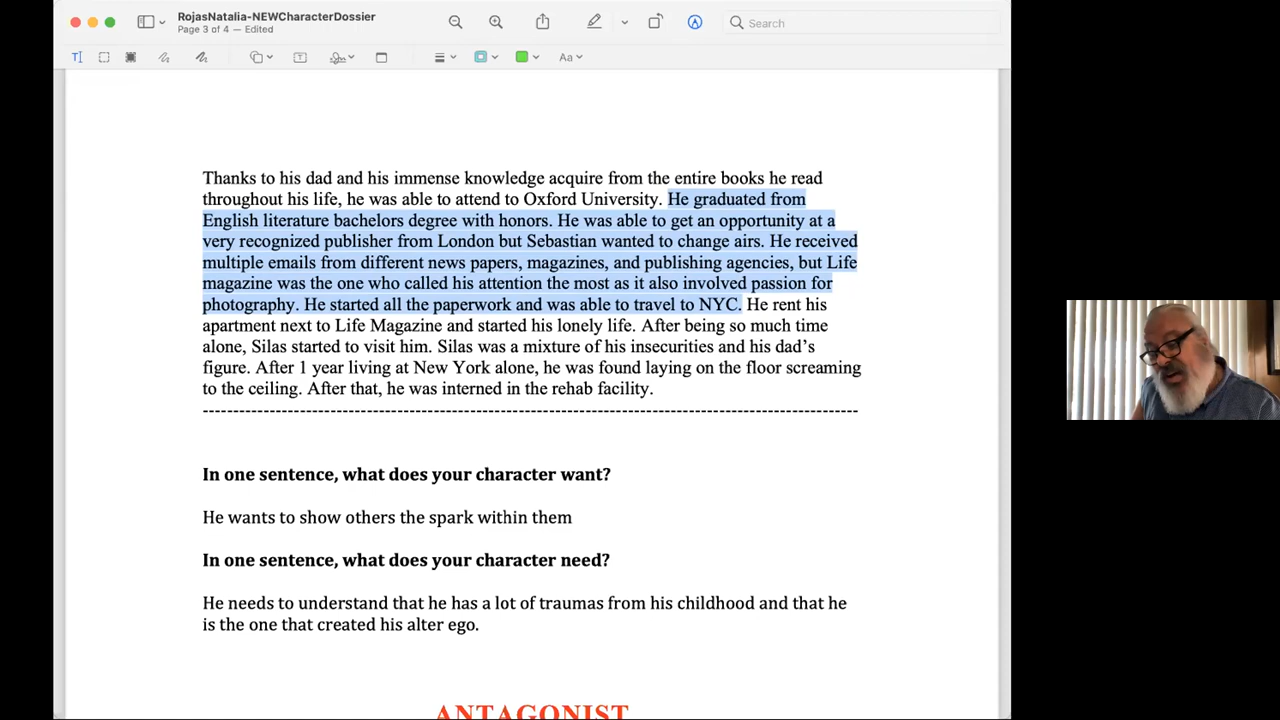 RojasNatalia-NEWCharacterDossier
Page 3 of 4 — Edited
Search
Aa
Thanks to his dad and his immense knowledge acquire from the entire books he read
throughout his life, he was able to attend to Oxford University. He graduated from
English literature bachelors degree with honors. He was able to get an opportunity at a
very recognized publisher from London but Sebastian wanted to change airs. He received
multiple emails from different news papers, magazines, and publishing agencies, but Life
magazine was the one who called his attention the most as it also involved passion for
photography. He started all the paperwork and was able to travel to NYC. He rent his
apartment next to Life Magazine and started his lonely life. After being so much time
alone, Silas started to visit him. Silas was a mixture of his insecurities and his dad’s
figure. After 1 year living at New York alone, he was found laying on the floor screaming
to the ceiling. After that, he was interned in the rehab facility.
In one sentence, what does your character want?
He wants to show others the spark within them
In one sentence, what does your character need?
He needs to understand that he has a lot of traumas from his childhood and that he
is the one that created his alter ego.
ANTAGONIST